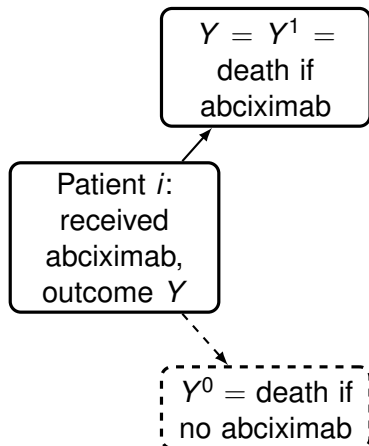 Y = Y¹ =
death if
abciximab
Patient i:
received
abciximab,
outcome Y
Y⁰ = death if
no abciximab